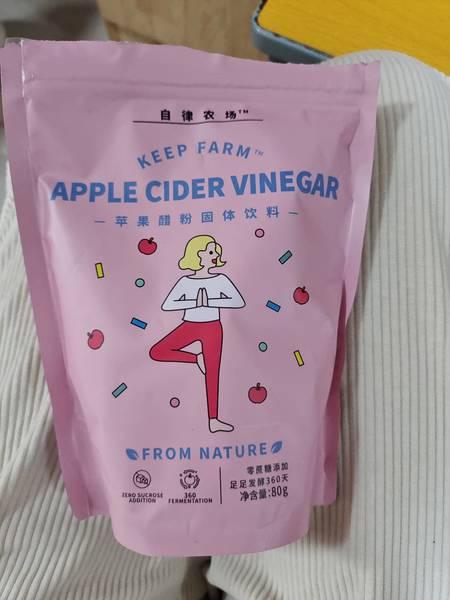 自律农场™
KEEP FARM™
APPLE CIDER VINEGAR
苹果醋粉固体饮料
FROM NATURE
ZERO SUCROSE
ADDITION
360
FERMENTATION
零蔗糖添加
足足发酵360天
净含量:80g